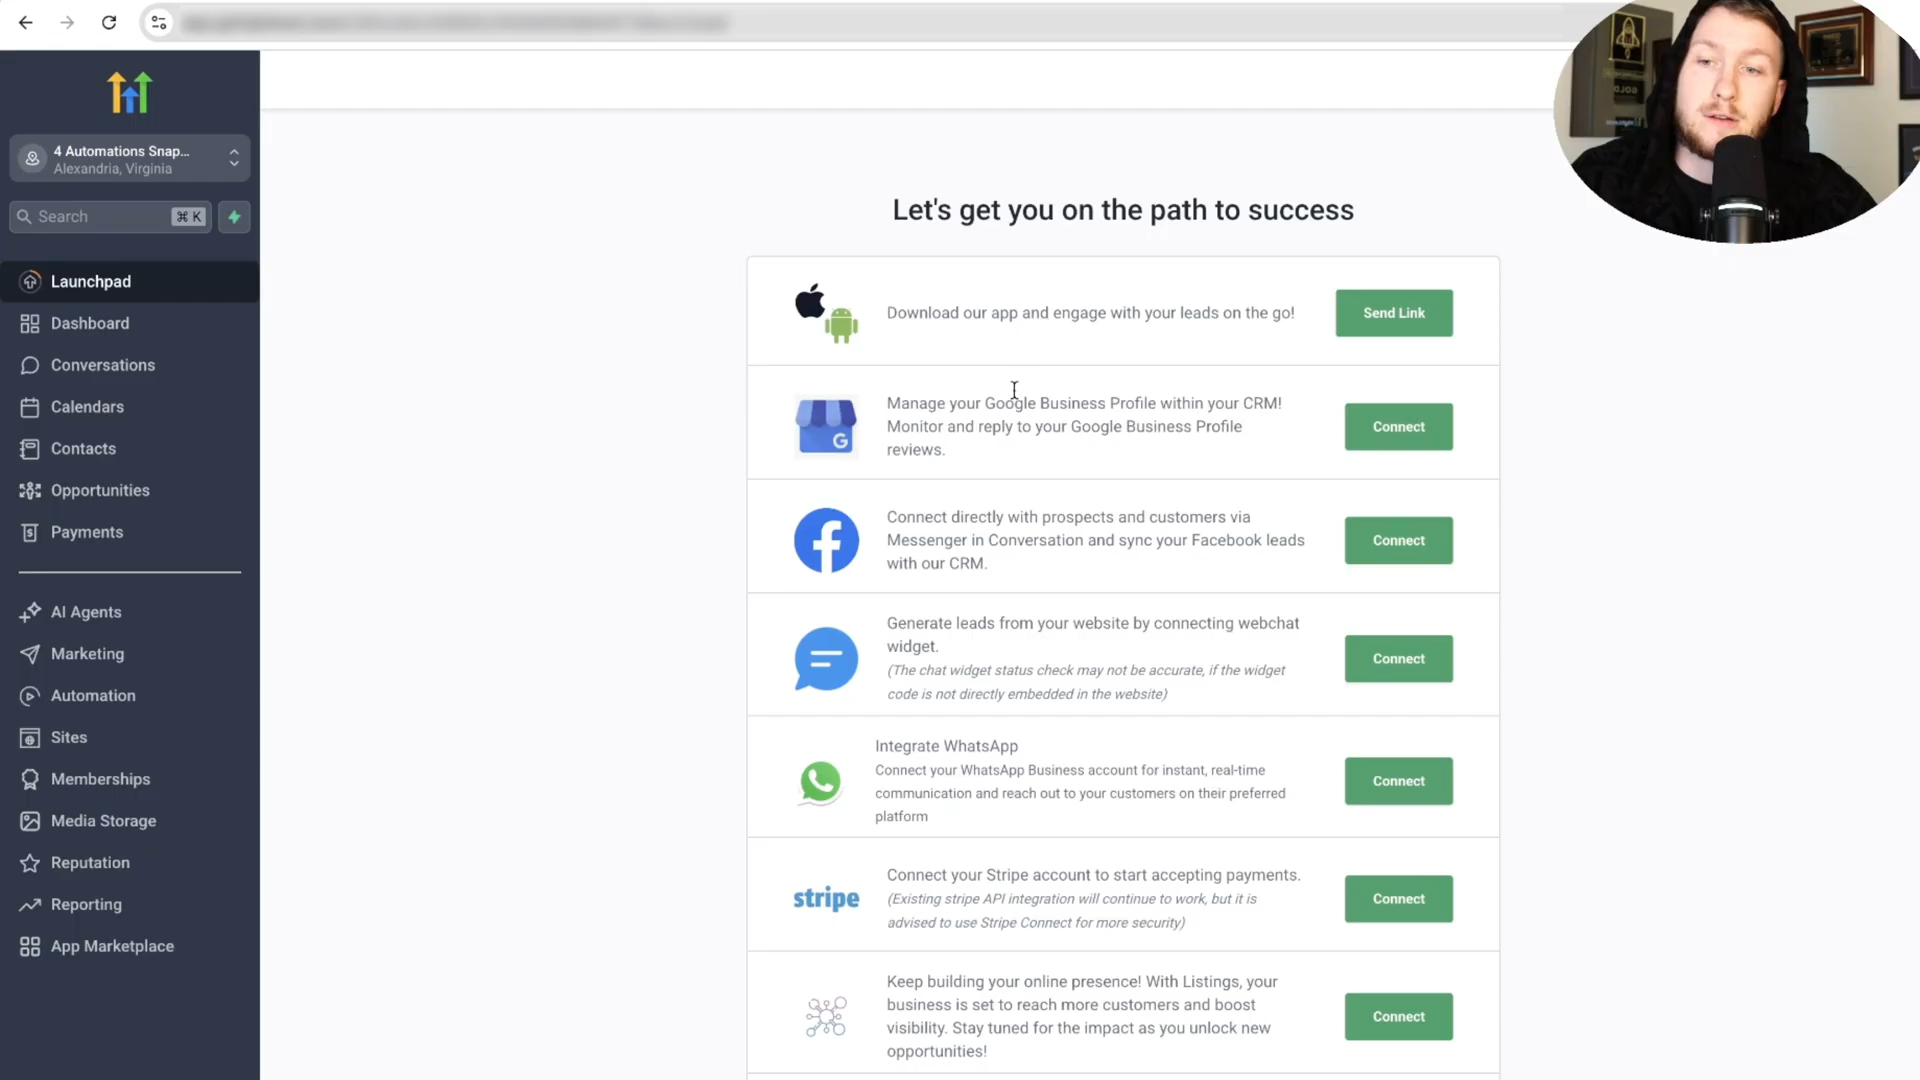 4 Automations Snap...
Alexandria, Virginia
Search
⌘ K
Launchpad
Dashboard
Conversations
Calendars
Contacts
Opportunities
Payments
AI Agents
Marketing
Automation
Sites
Memberships
Media Storage
Reputation
Reporting
App Marketplace
Let's get you on the path to success
Download our app and engage with your leads on the go!
Send Link
Manage your Google Business Profile within your CRM!
Monitor and reply to your Google Business Profile
reviews.
Connect
Connect directly with prospects and customers via
Messenger in Conversation and sync your Facebook leads
with our CRM.
Connect
Generate leads from your website by connecting webchat
widget.
(The chat widget status check may not be accurate, if the widget
code is not directly embedded in the website)
Connect
Integrate WhatsApp
Connect your WhatsApp Business account for instant, real-time
communication and reach out to your customers on their preferred
platform
Connect
stripe
Connect your Stripe account to start accepting payments.
(Existing stripe API integration will continue to work, but it is
advised to use Stripe Connect for more security)
Connect
Keep building your online presence! With Listings, your
business is set to reach more customers and boost
visibility. Stay tuned for the impact as you unlock new
opportunities!
Connect